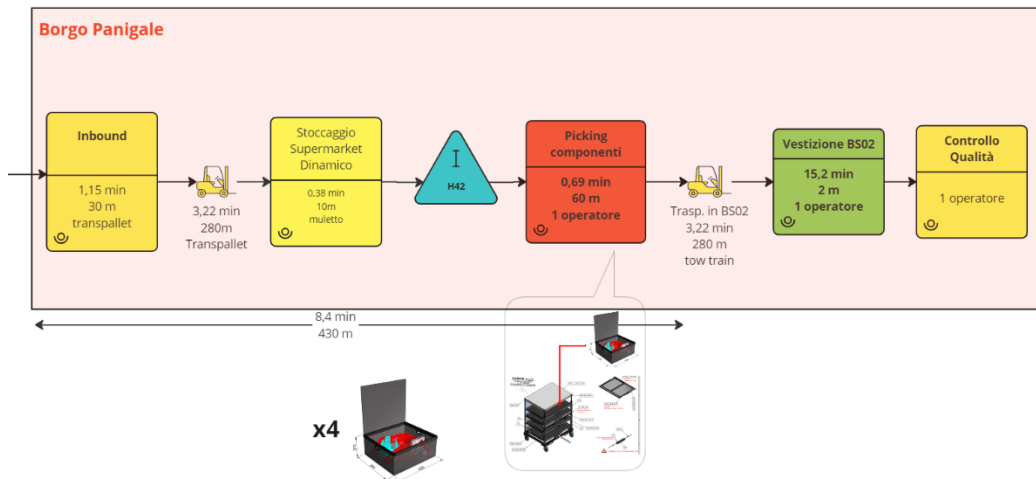 Borgo Panigale
Inbound
1,15 min
30 m
transpallet
3,22 min
280m
Transpallet
Stoccaggio
Supermarket
Dinamico
0,38 min
10m
muletto
I
H42
Picking
componenti
0,69 min
60 m
1 operatore
Trasp. in BS02
3,22 min
280 m
tow train
Vestizione BS02
15,2 min
2 m
1 operatore
Controllo
Qualità
1 operatore
8,4 min
430 m
x4